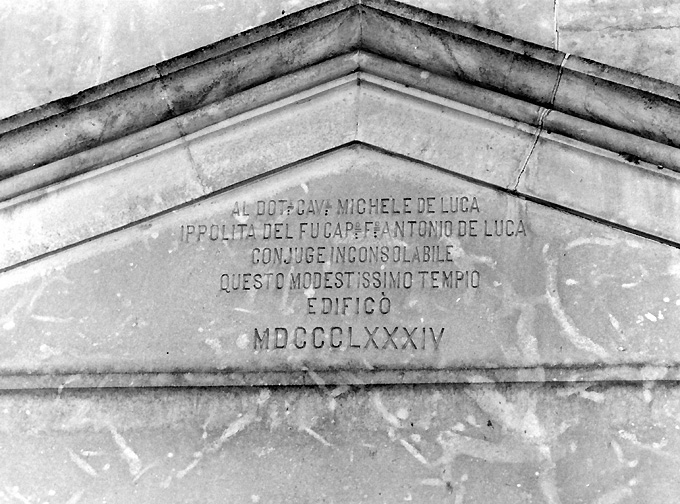 AL DOT.R CAV.R MICHELE DE LUCA
IPPOLITA DEL FU CAP.N F. ANTONIO DE LUCA
CONJUGE INCONSOLABILE
QUESTO MODESTISSIMO TEMPIO
EDIFICÒ
MDCCCLXXXIV